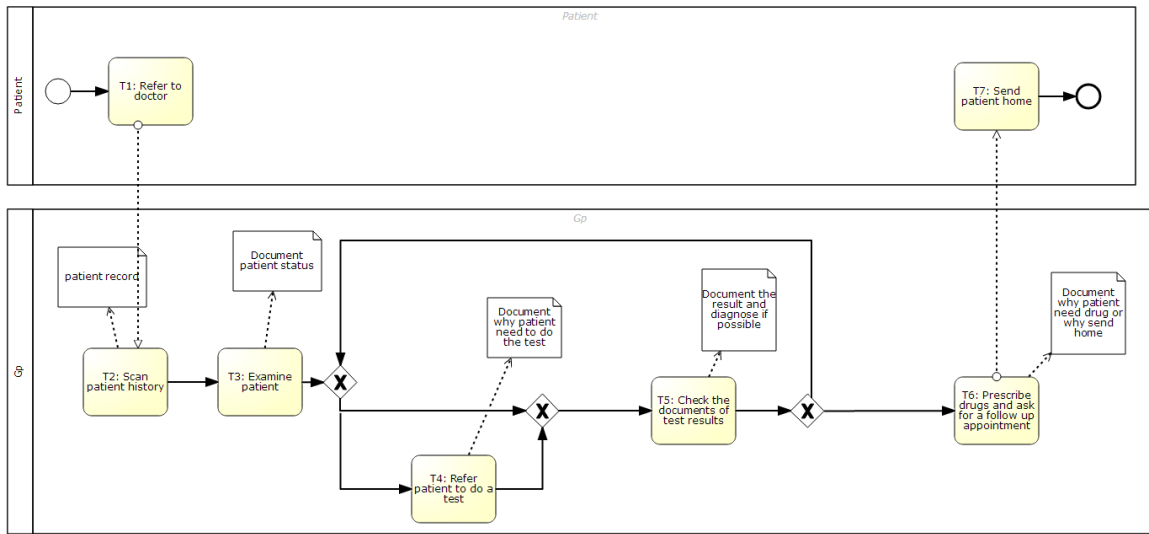 Patient
Patient
T1: Refer to
doctor
T7: Send
patient home
Gp
Gp
patient record
Document
patient status
Document
why patient
need to do
the test
Document the
result and
diagnose if
possible
Document
why patient
need drug or
why send
home
T2: Scan
patient history
T3: Examine
patient
X
X
T5: Check the
documents of
test results
X
T6: Prescribe
drugs and ask
for a follow up
appointment
T4: Refer
patient to do a
test